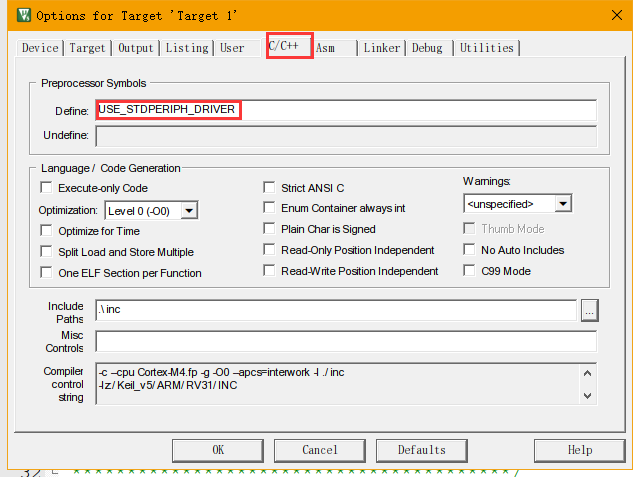 Options for Target 'Target 1'
Device Target Output Listing User C/C++ Asm Linker Debug Utilities
Preprocessor Symbols
Define: USE_STDPERIPH_DRIVER
Undefine:
Language / Code Generation
Execute-only Code
Strict ANSI C
Warnings:
Optimization: Level 0 (-O0)
Enum Container always int
<unspecified>
Optimize for Time
Plain Char is Signed
Thumb Mode
Split Load and Store Multiple
Read-Only Position Independent
No Auto Includes
One ELF Section per Function
Read-Write Position Independent
C99 Mode
Include
Paths
.\inc
...
Misc
Controls
Compiler
control
string
-c --cpu Cortex-M4.fp -g -O0 --apcs=interwork -I ./ inc
-Iz/ Keil_v5/ ARM/ RV31/ INC
OK Cancel Defaults Help
32 ******************************************/